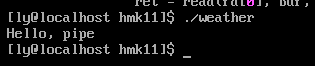 ret = read(fd[0], buf,
[ly@localhost hmk11]$ ./weather
Hello, pipe
[ly@localhost hmk11]$ _